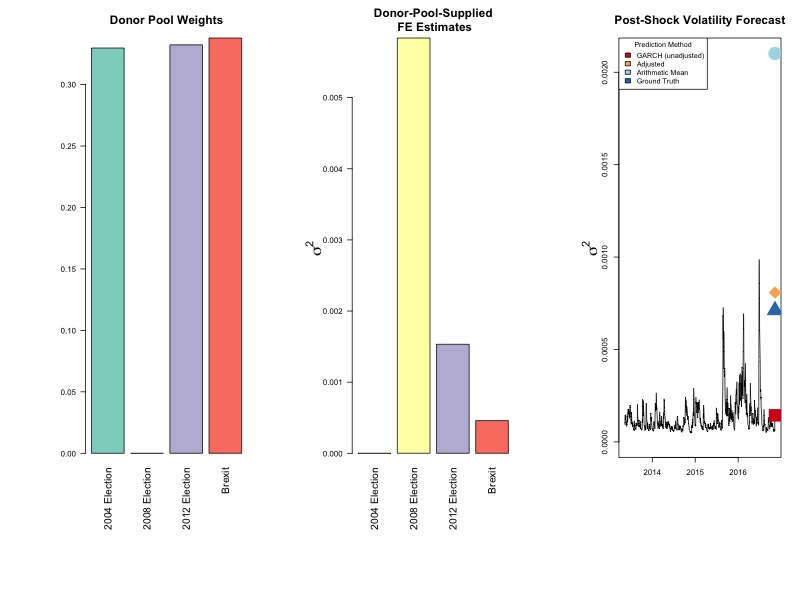 Donor Pool Weights
0.30
0.25
0.20
0.15
0.10
0.05
0.00
2004 Election
2008 Election
2012 Election
Brexit
Donor-Pool-Supplied
FE Estimates
σ²
0.005
0.004
0.003
0.002
0.001
0.000
2004 Election
2008 Election
2012 Election
Brexit
Post-Shock Volatility Forecast
Prediction Method
GARCH (unadjusted)
Adjusted
Arithmetic Mean
Ground Truth
σ²
0.0020
0.0015
0.0010
0.0005
0.0000
2014
2015
2016